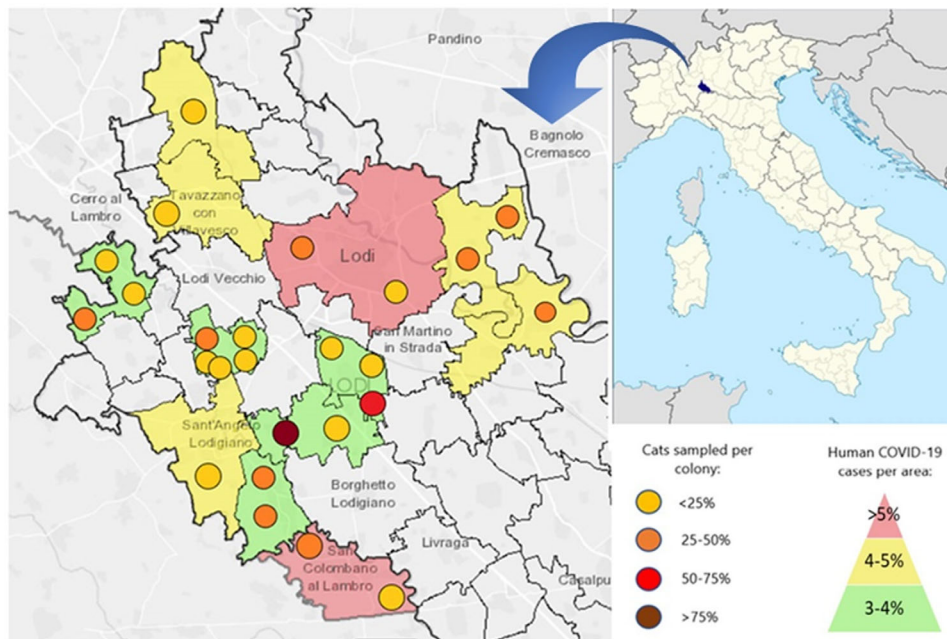 Pandino
Bagnolo
Cremasco
Cerro al
Lambro
Tavazzano
con
Villavesco
Lodi
Lodi Vecchio
San Martino
in Strada
LODI
Sant'Angelo
Lodigiano
Borghetto
Lodigiano
Livraga
San
Colombano
al Lambro
Casalpu
Cats sampled per
colony:
<25%
25-50%
50-75%
>75%
Human COVID-19
cases per area:
>5%
4-5%
3-4%